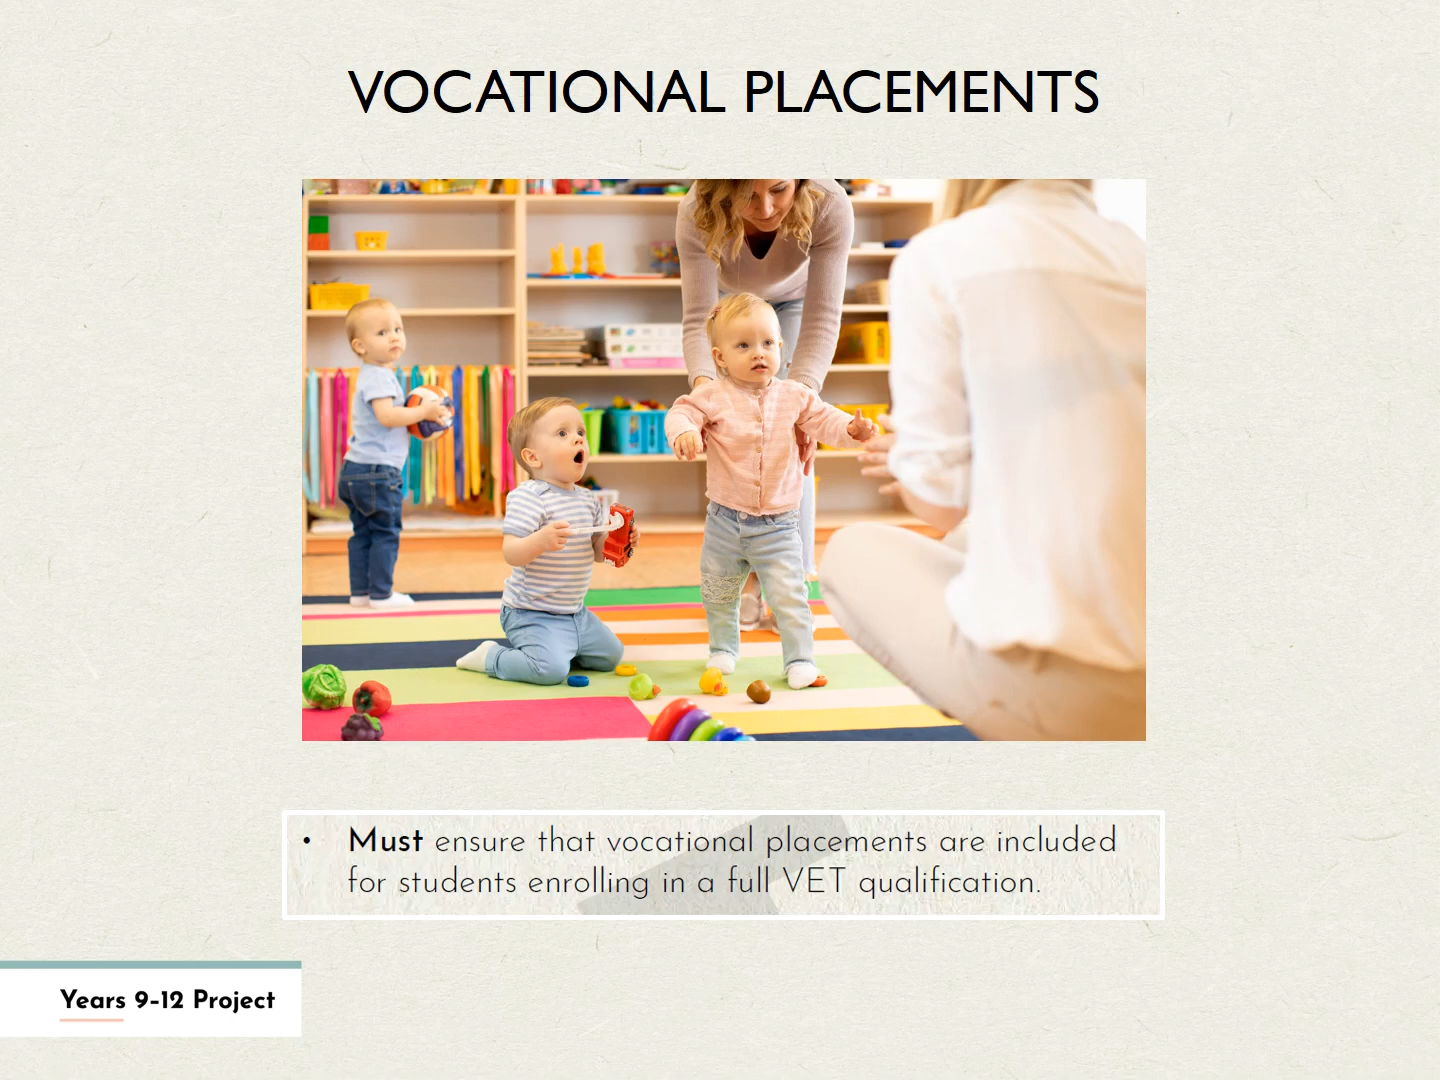 VOCATIONAL PLACEMENTS
• Must ensure that vocational placements are included
for students enrolling in a full VET qualification.
Years 9-12 Project